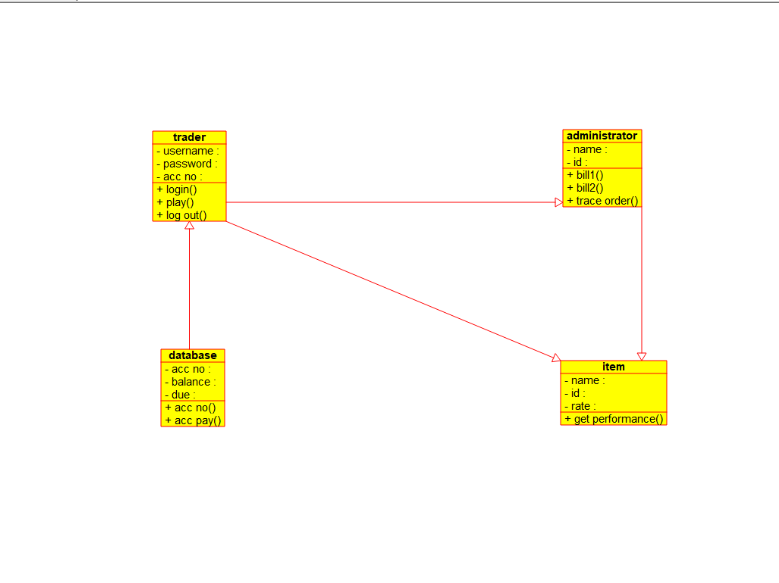 trader
- username :
- password :
- acc no :
+ login()
+ play()
+ log out()
administrator
- name :
- id :
+ bill1()
+ bill2()
+ trace order()
database
- acc no :
- balance :
- due :
+ acc no()
+ acc pay()
item
- name :
- id :
- rate :
+ get performance()